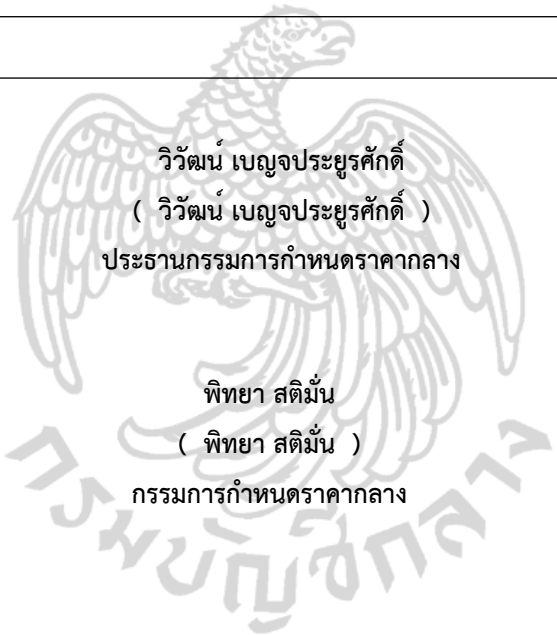 วิวัฒน์ เบญจประยูรศักดิ์
( วิวัฒน์ เบญจประยูรศักดิ์ )
ประธานกรรมการกำหนดราคากลาง
พิทยา สติมั่น
( พิทยา สติมั่น )
กรรมการกำหนดราคากลาง
กรมบัญชีกลาง